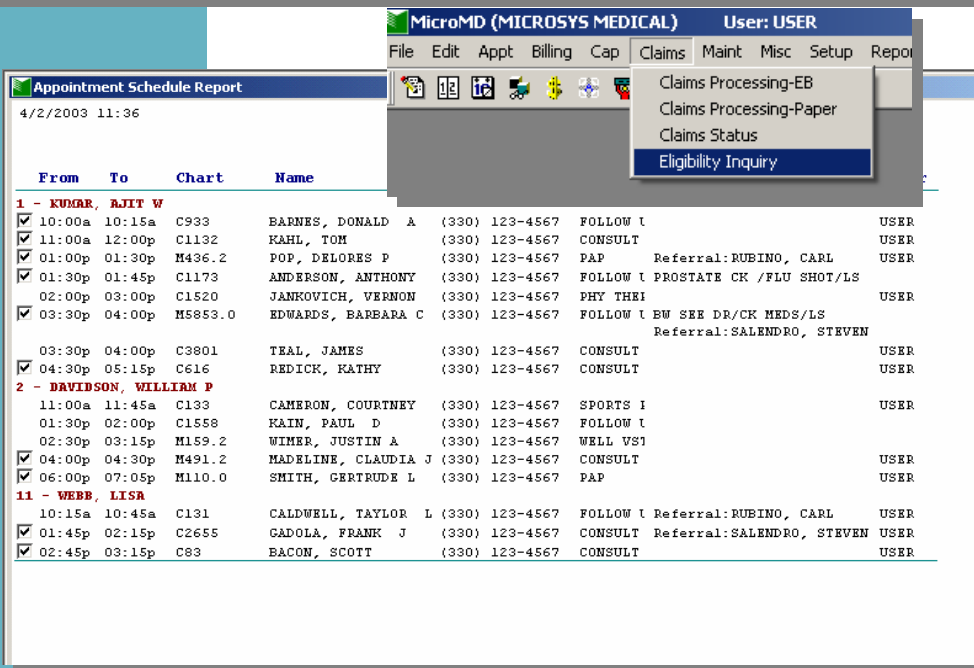 MicroMD (MICROSYS MEDICAL) User: USER
File Edit Appt Billing Cap Claims Maint Misc Setup Repor
Claims Processing-EB
Claims Processing-Paper
Claims Status
Eligibility Inquiry
Appointment Schedule Report
4/2/2003 11:36
From To Chart Name
1 - KUMAR, AJIT W
10:00a 10:15a C933 BARNES, DONALD A (330) 123-4567 FOLLOW U USER
11:00a 12:00p C1132 KAHL, TOM (330) 123-4567 CONSULT USER
01:00p 01:30p M436.2 POP, DELORES P (330) 123-4567 PAP Referral:RUBINO, CARL USER
01:30p 01:45p C1173 ANDERSON, ANTHONY (330) 123-4567 FOLLOW U PROSTATE CK /FLU SHOT/LS
02:00p 03:00p C1520 JANKOVICH, VERNON (330) 123-4567 PHY THE USER
03:30p 04:00p M5853.0 EDWARDS, BARBARA C (330) 123-4567 FOLLOW U BW SEE DR/CK MEDS/LS
Referral:SALENDRO, STEVEN
03:30p 04:00p C3801 TEAL, JAMES (330) 123-4567 CONSULT USER
04:30p 05:15p C616 REDICK, KATHY (330) 123-4567 CONSULT USER
2 - DAVIDSON, WILLIAM P
11:00a 11:45a C133 CAMERON, COURTNEY (330) 123-4567 SPORTS USER
01:30p 02:00p C1558 KAIN, PAUL D (330) 123-4567 FOLLOW U
02:30p 03:15p M159.2 WIMER, JUSTIN A (330) 123-4567 WELL VST
04:00p 04:30p M491.2 MADELINE, CLAUDIA J (330) 123-4567 CONSULT USER
06:00p 07:05p M110.0 SMITH, GERTRUDE L (330) 123-4567 PAP USER
11 - WEBB, LISA
10:15a 10:45a C131 CALDWELL, TAYLOR L (330) 123-4567 FOLLOW U Referral:RUBINO, CARL USER
01:45p 02:15p C2655 GADOLA, FRANK J (330) 123-4567 CONSULT Referral:SALENDRO, STEVEN USER
02:45p 03:15p C83 BACON, SCOTT (330) 123-4567 CONSULT USER